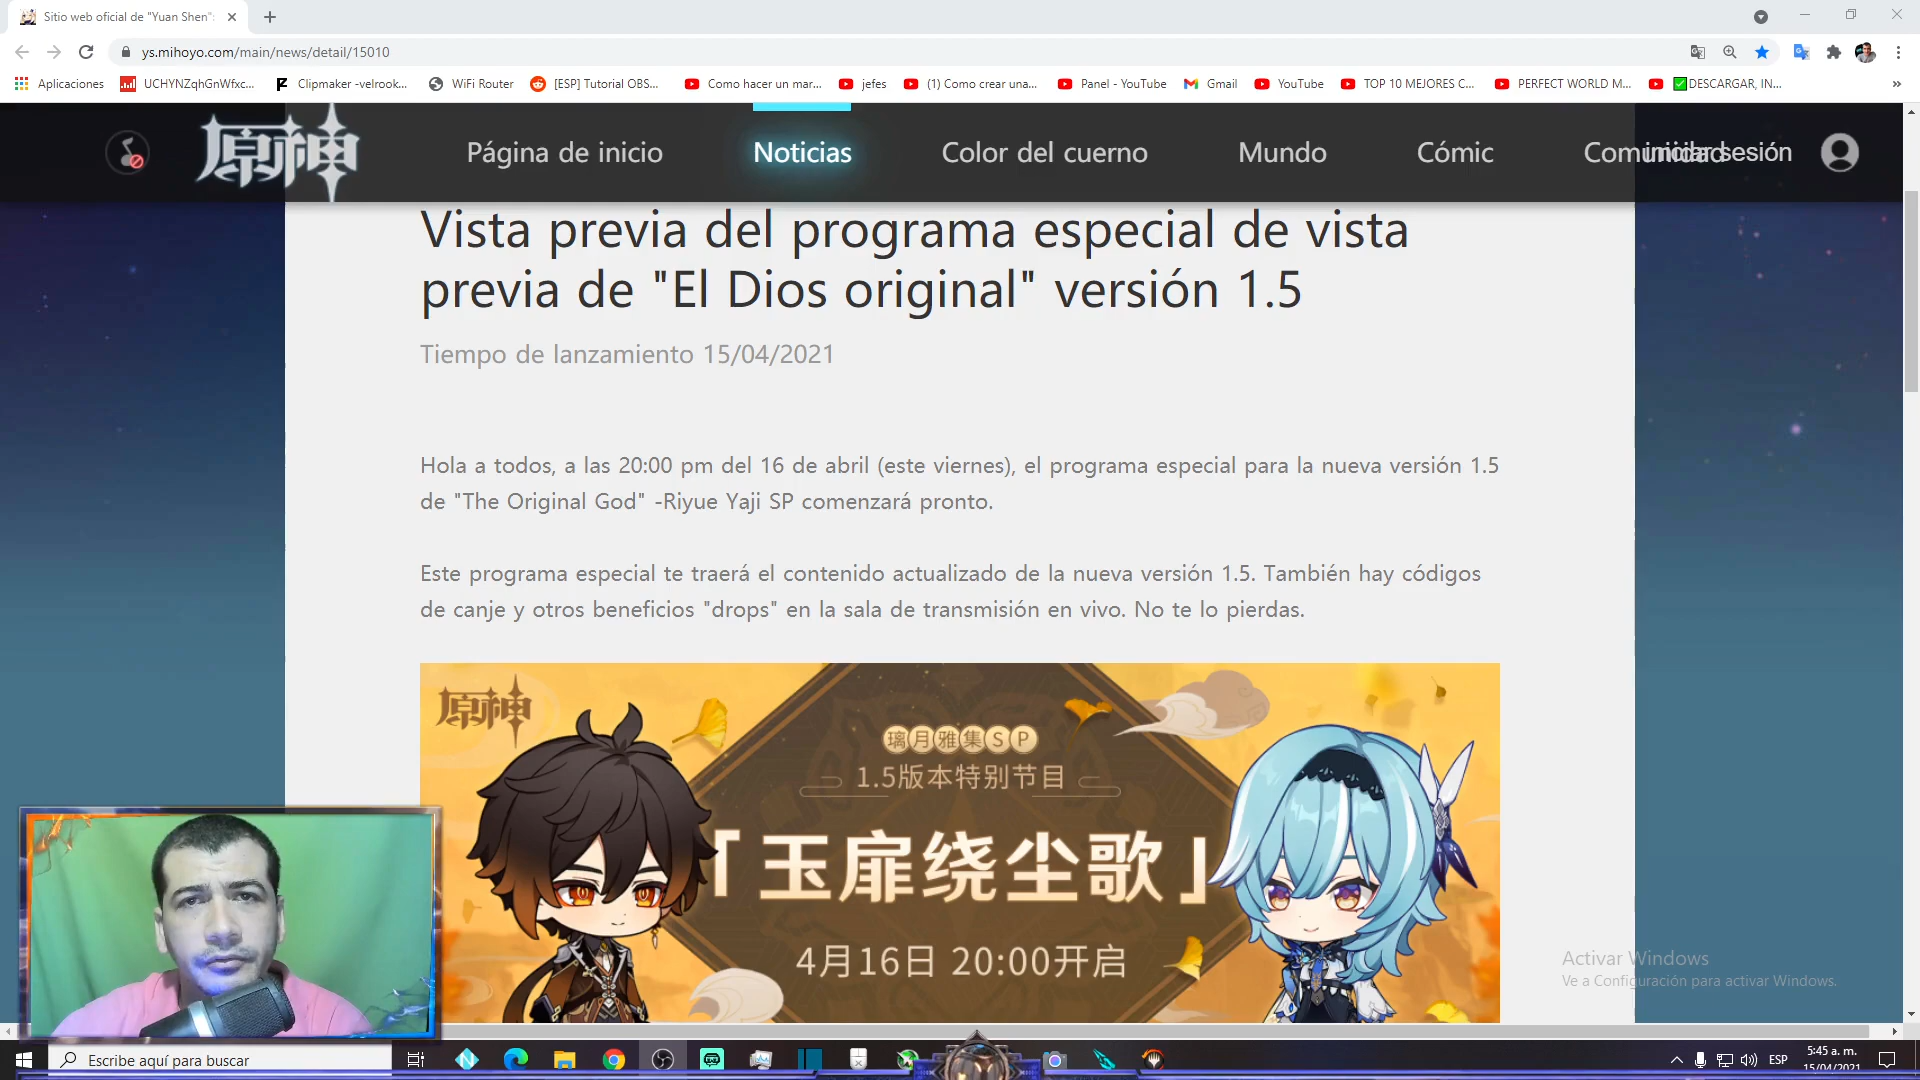 Sitio web oficial de "Yuan Shen":
ys.mihoyo.com/main/news/detail/15010
Aplicaciones
UCHYNZqhGnWfxc...
Clipmaker -velrook...
WiFi Router
[ESP] Tutorial OBS...
Como hacer un mar...
jefes
(1) Como crear una...
Panel - YouTube
Gmail
YouTube
TOP 10 MEJORES C...
PERFECT WORLD M...
✅DESCARGAR, IN...
原神
Página de inicio
Noticias
Color del cuerno
Mundo
Cómic
Comunidad
iniciar sesión
Vista previa del programa especial de vista
previa de "El Dios original" versión 1.5
Tiempo de lanzamiento 15/04/2021
Hola a todos, a las 20:00 pm del 16 de abril (este viernes), el programa especial para la nueva versión 1.5
de "The Original God" -Riyue Yaji SP comenzará pronto.
Este programa especial te traerá el contenido actualizado de la nueva versión 1.5. También hay códigos
de canje y otros beneficios "drops" en la sala de transmisión en vivo. No te lo pierdas.
原神
璃月雅集SP
1.5版本特别节目
「玉扉绕尘歌」
4月16日 20:00开启
Activar Windows
Ve a Configuración para activar Windows.
Escribe aquí para buscar
ESP
5:45 a. m.
15/04/2021